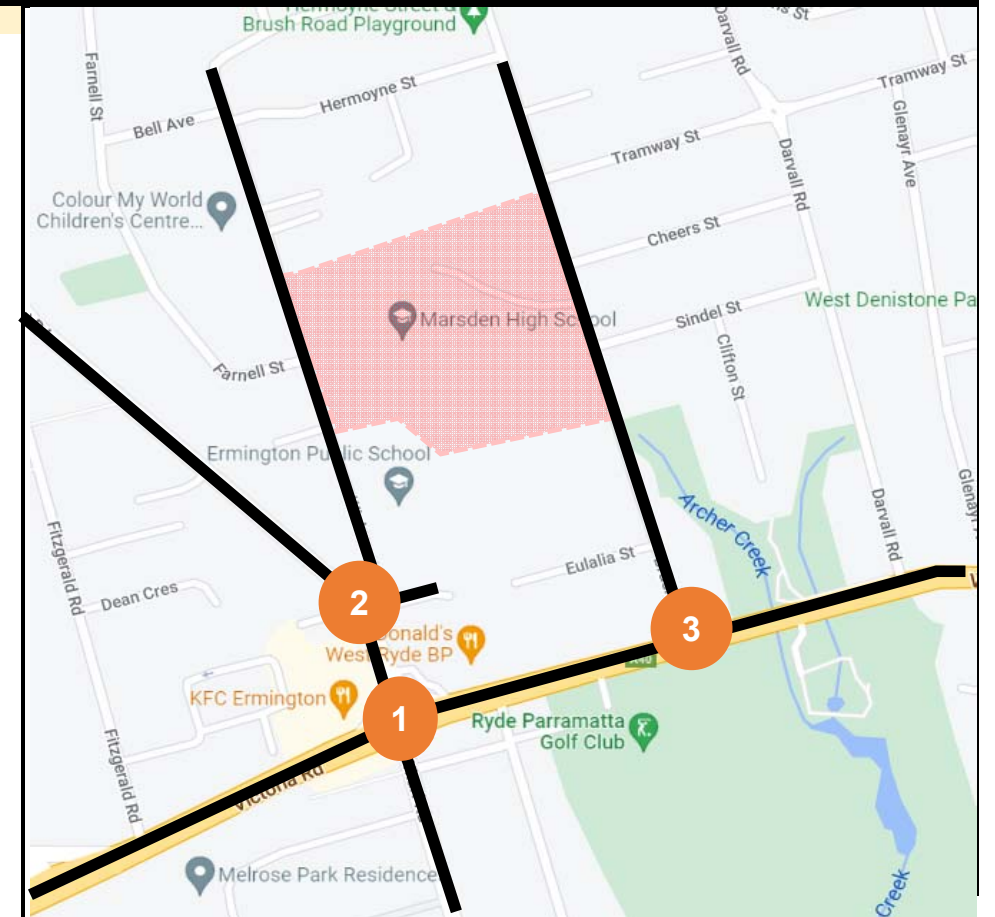 Brush Road Playground
Darvall Rd
Farnell St
Hermoyne St
Tramway St
Bell Ave
Glenayr Ave
Tramway St
Darvall Rd
Colour My World
Children's Centre...
Cheers St
West Denistone Pa
Marsden High School
Sindel St
Clifton St
Farnell St
Ermington Public School
Archer Creek
Darvall Rd
Fitzgerald Rd
Eulalia St
Dean Cres
2
3
West Ryde BP
KFC Ermington
1
Ryde Parramatta
Golf Club
Fitzgerald Rd
Victoria Rd
Melrose Park Residence
Creek